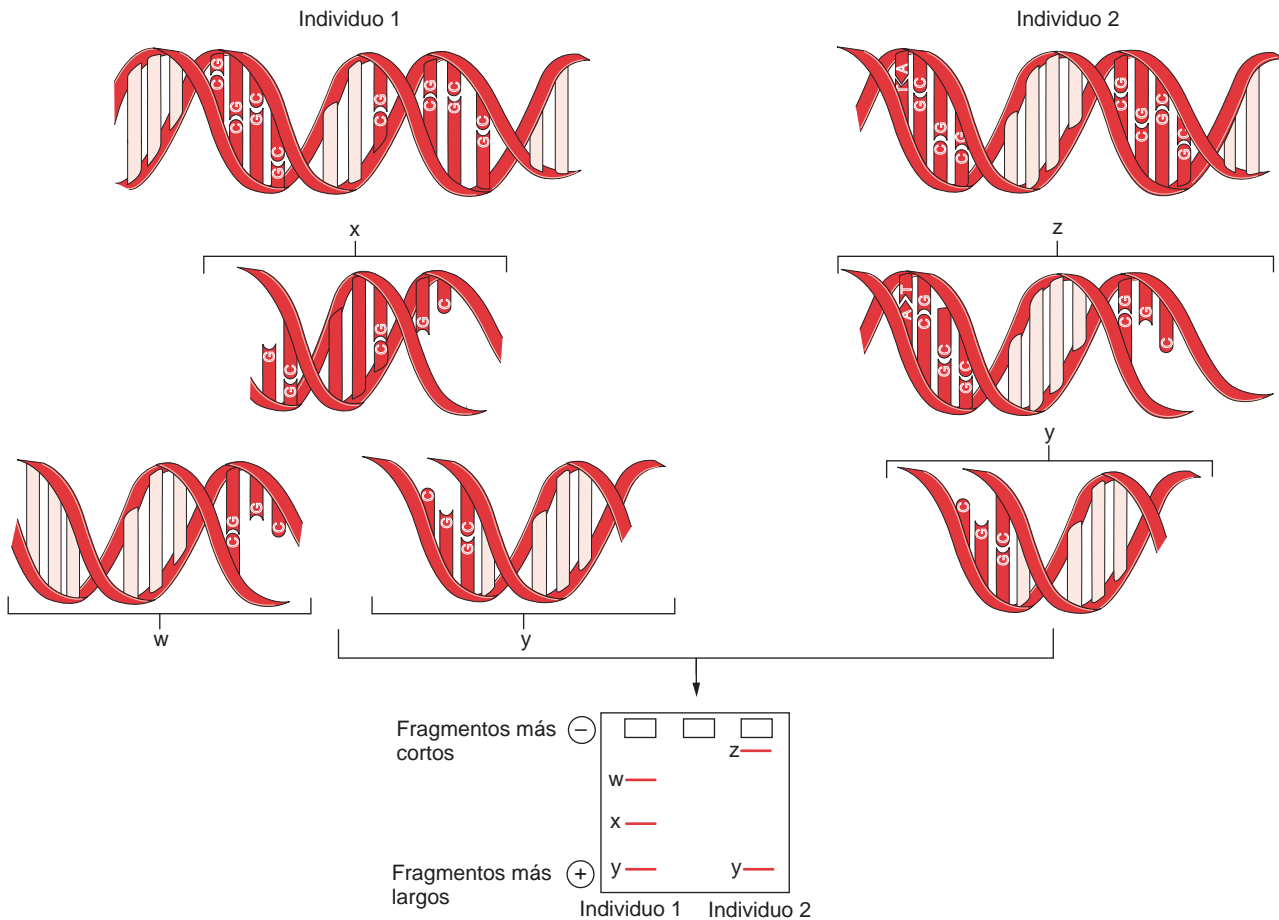 Individuo 1
Individuo 2
C G
C G
G C
G C
C G
C G
G C
G C
T A
G C
C G
C G
C G
C G
G C
G C
x
z
G
G C
C G
G
C
A T
C G
G C
G C
C G
G
C
y
C G
G
C
C
G
G C
C
G
G C
w
y
Fragmentos más
cortos
−
z
w
x
Fragmentos más
largos
+
y
y
Individuo 1
Individuo 2